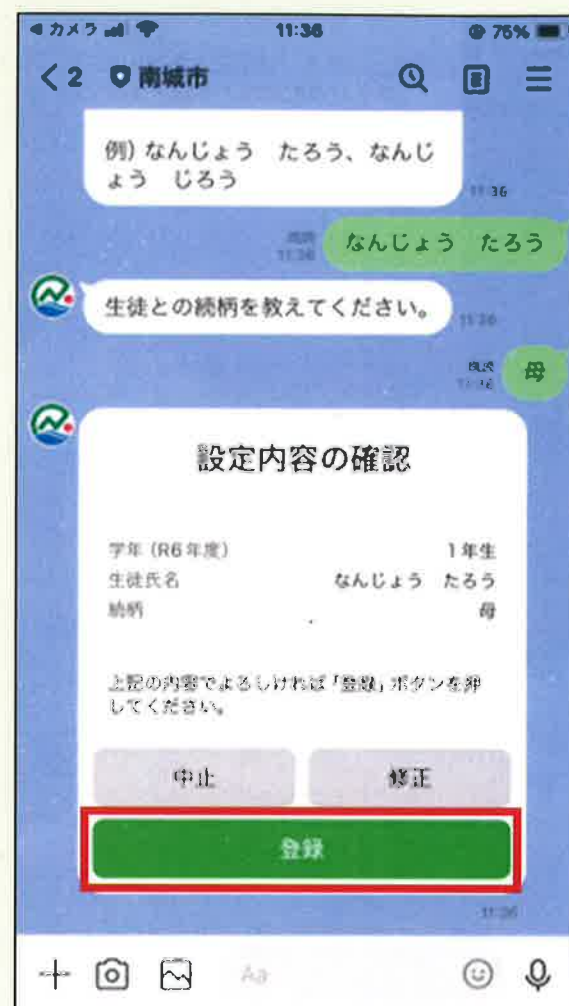 カメラ 11:36 76%
2 南城市
例) なんじょう たろう、なんじ
ょう じろう
11:36
既読
11:36
なんじょう たろう
生徒との続柄を教えてください。
11:36
既読
11:36
母
設定内容の確認
学年 (R6年度) 1年生
生徒氏名 なんじょう たろう
続柄 母
上記の内容でよろしければ「登録」ボタンを押
してください。
中止 修正
登録
11:36
Aa